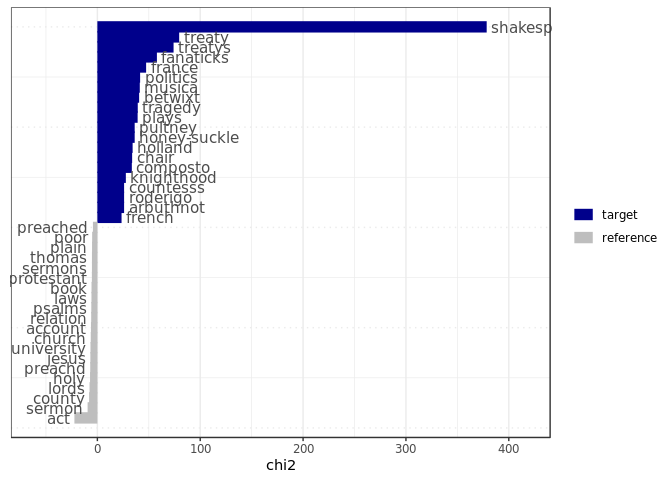 shakesp
treaty
treatys
fanaticks
france
politics
musica
betwixt
tragedy
plays
pultney
honey-suckle
holland
chair
composto
knighthood
countesss
roderigo
arbuthnot
french
preached
poor
plain
thomas
sermons
protestant
book
laws
psalms
relation
account
church
university
jesus
preachd
holy
lords
county
sermon
act
target
reference
0 100 200 300 400
chi2